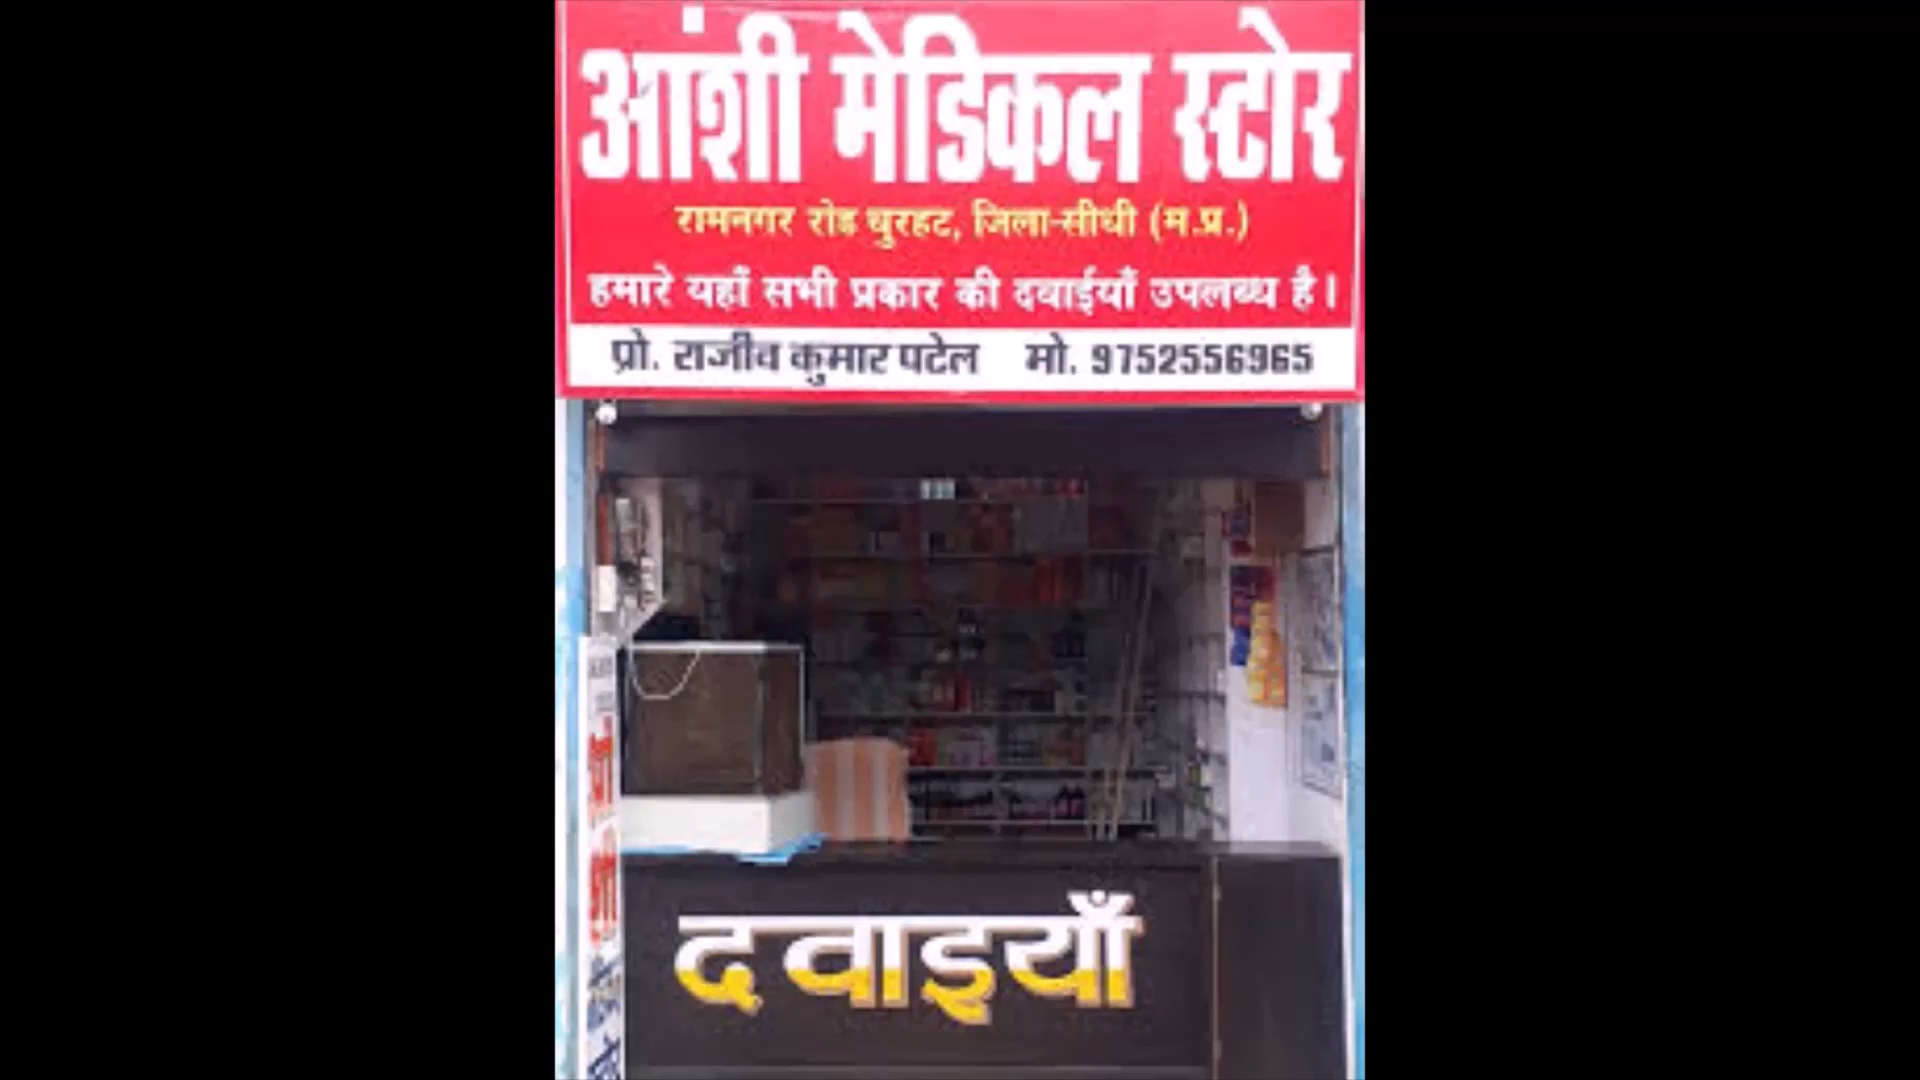 आंशी मेडिकल स्टोर
रामनगर रोड चुरहट, जिला-सीधी (म.प्र.)
हमारे यहाँ सभी प्रकार की दवाईयाँ उपलब्ध है।
प्रो. राजीव कुमार पटेल मो. 9752556965
दवाइयाँ